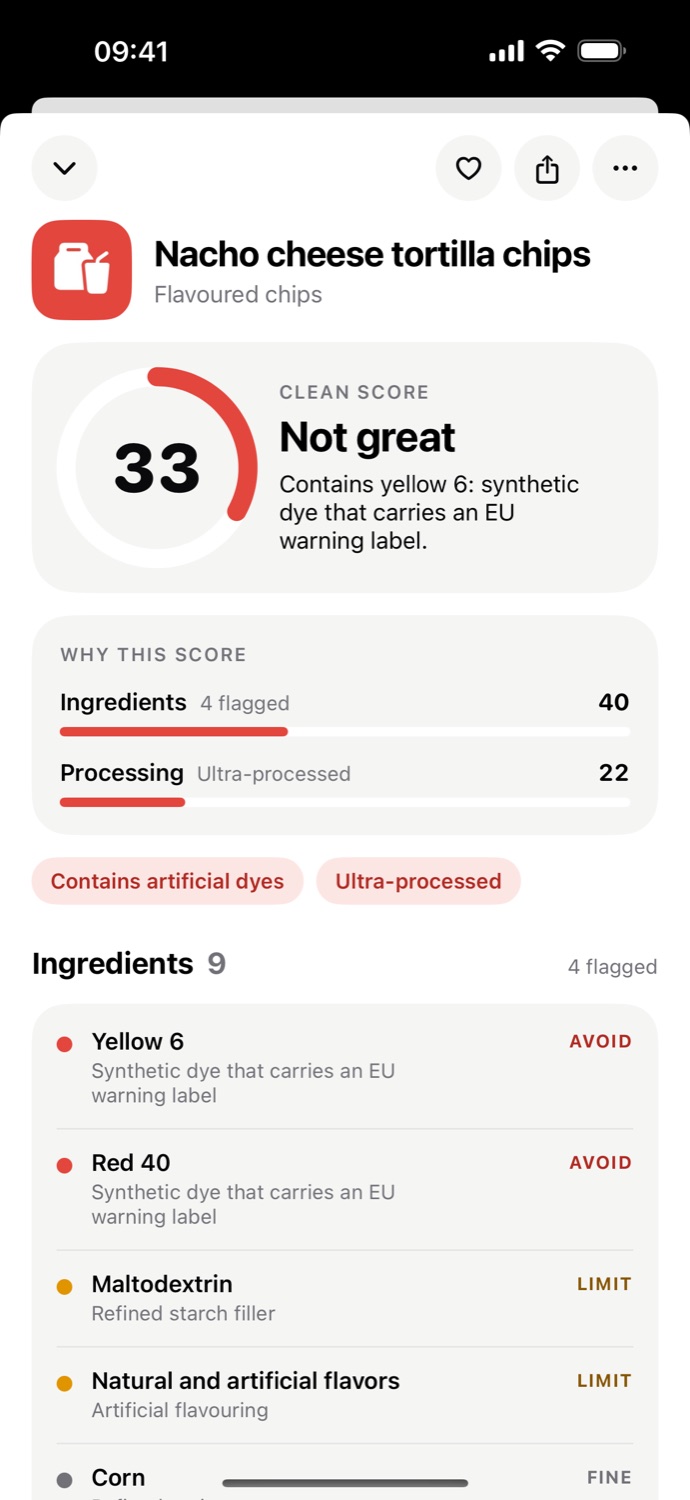 09:41
Nacho cheese tortilla chips
Flavoured chips
33
CLEAN SCORE
Not great
Contains yellow 6: synthetic
dye that carries an EU
warning label.
WHY THIS SCORE
Ingredients 4 flagged 40
Processing Ultra-processed 22
Contains artificial dyes Ultra-processed
Ingredients 9 4 flagged
Yellow 6 AVOID
Synthetic dye that carries an EU
warning label
Red 40 AVOID
Synthetic dye that carries an EU
warning label
Maltodextrin LIMIT
Refined starch filler
Natural and artificial flavors LIMIT
Artificial flavouring
Corn FINE